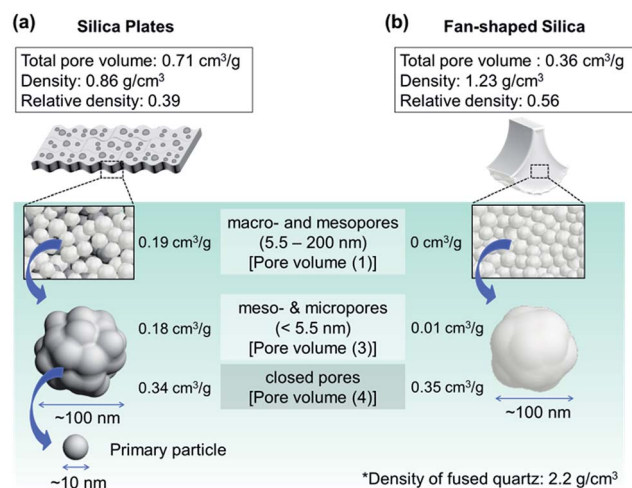 (a)
Silica Plates
Total pore volume: 0.71 cm³/g
Density: 0.86 g/cm³
Relative density: 0.39
(b)
Fan-shaped Silica
Total pore volume : 0.36 cm³/g
Density: 1.23 g/cm³
Relative density: 0.56
0.19 cm³/g
macro- and mesopores
(5.5 – 200 nm)
[Pore volume (1)]
0 cm³/g
0.18 cm³/g
meso- & micropores
(< 5.5 nm)
[Pore volume (3)]
0.01 cm³/g
0.34 cm³/g
closed pores
[Pore volume (4)]
0.35 cm³/g
~100 nm
~100 nm
Primary particle
~10 nm
*Density of fused quartz: 2.2 g/cm³